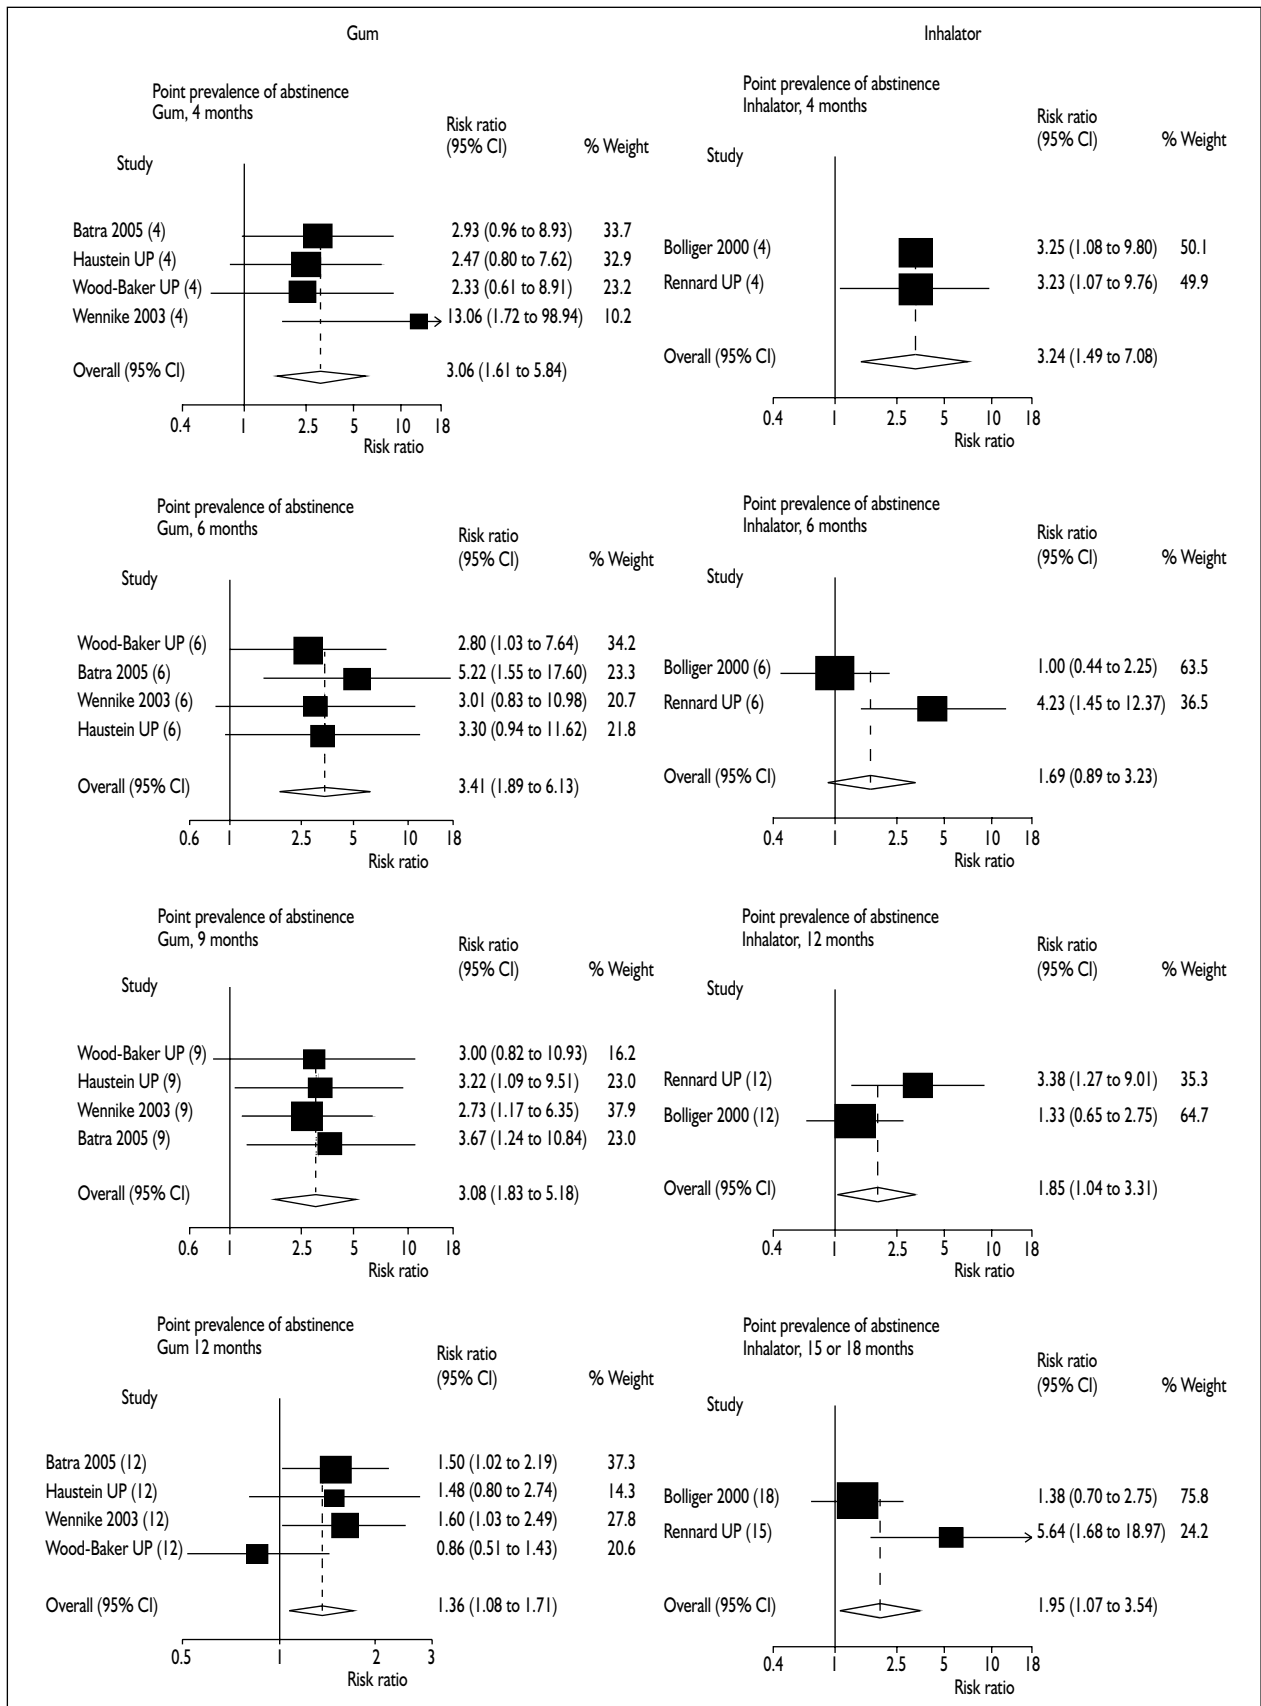 Gum
Point prevalence of abstinence
Gum, 4 months
Risk ratio
(95% CI) % Weight
Study
Batra 2005 (4) 2.93 (0.96 to 8.93) 33.7
Haustein UP (4) 2.47 (0.80 to 7.62) 32.9
Wood-Baker UP (4) 2.33 (0.61 to 8.91) 23.2
Wennike 2003 (4) 13.06 (1.72 to 98.94) 10.2
Overall (95% CI) 3.06 (1.61 to 5.84)
0.4 1 2.5 5 10 18
Risk ratio
Point prevalence of abstinence
Gum, 6 months
Risk ratio
(95% CI) % Weight
Study
Wood-Baker UP (6) 2.80 (1.03 to 7.64) 34.2
Batra 2005 (6) 5.22 (1.55 to 17.60) 23.3
Wennike 2003 (6) 3.01 (0.83 to 10.98) 20.7
Haustein UP (6) 3.30 (0.94 to 11.62) 21.8
Overall (95% CI) 3.41 (1.89 to 6.13)
0.6 1 2.5 5 10 18
Risk ratio
Point prevalence of abstinence
Gum, 9 months
Risk ratio
(95% CI) % Weight
Study
Wood-Baker UP (9) 3.00 (0.82 to 10.93) 16.2
Haustein UP (9) 3.22 (1.09 to 9.51) 23.0
Wennike 2003 (9) 2.73 (1.17 to 6.35) 37.9
Batra 2005 (9) 3.67 (1.24 to 10.84) 23.0
Overall (95% CI) 3.08 (1.83 to 5.18)
0.6 1 2.5 5 10 18
Risk ratio
Point prevalence of abstinence
Gum 12 months
Risk ratio
(95% CI) % Weight
Study
Batra 2005 (12) 1.50 (1.02 to 2.19) 37.3
Haustein UP (12) 1.48 (0.80 to 2.74) 14.3
Wennike 2003 (12) 1.60 (1.03 to 2.49) 27.8
Wood-Baker UP (12) 0.86 (0.51 to 1.43) 20.6
Overall (95% CI) 1.36 (1.08 to 1.71)
0.5 1 2 3
Risk ratio
Inhalator
Point prevalence of abstinence
Inhalator, 4 months
Risk ratio
(95% CI) % Weight
Study
Bolliger 2000 (4) 3.25 (1.08 to 9.80) 50.1
Rennard UP (4) 3.23 (1.07 to 9.76) 49.9
Overall (95% CI) 3.24 (1.49 to 7.08)
0.4 1 2.5 5 10 18
Risk ratio
Point prevalence of abstinence
Inhalator, 6 months
Risk ratio
(95% CI) % Weight
Study
Bolliger 2000 (6) 1.00 (0.44 to 2.25) 63.5
Rennard UP (6) 4.23 (1.45 to 12.37) 36.5
Overall (95% CI) 1.69 (0.89 to 3.23)
0.4 1 2.5 5 10 18
Risk ratio
Point prevalence of abstinence
Inhalator, 12 months
Risk ratio
(95% CI) % Weight
Study
Rennard UP (12) 3.38 (1.27 to 9.01) 35.3
Bolliger 2000 (12) 1.33 (0.65 to 2.75) 64.7
Overall (95% CI) 1.85 (1.04 to 3.31)
0.4 1 2.5 5 10 18
Risk ratio
Point prevalence of abstinence
Inhalator, 15 or 18 months
Risk ratio
(95% CI) % Weight
Study
Bolliger 2000 (18) 1.38 (0.70 to 2.75) 75.8
Rennard UP (15) 5.64 (1.68 to 18.97) 24.2
Overall (95% CI) 1.95 (1.07 to 3.54)
0.4 1 2.5 5 10 18
Risk ratio